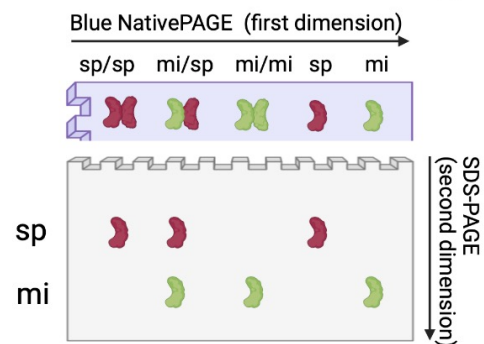 Blue NativePAGE (first dimension)
sp/sp mi/sp mi/mi sp mi
SDS-PAGE
(second dimension)
sp
mi